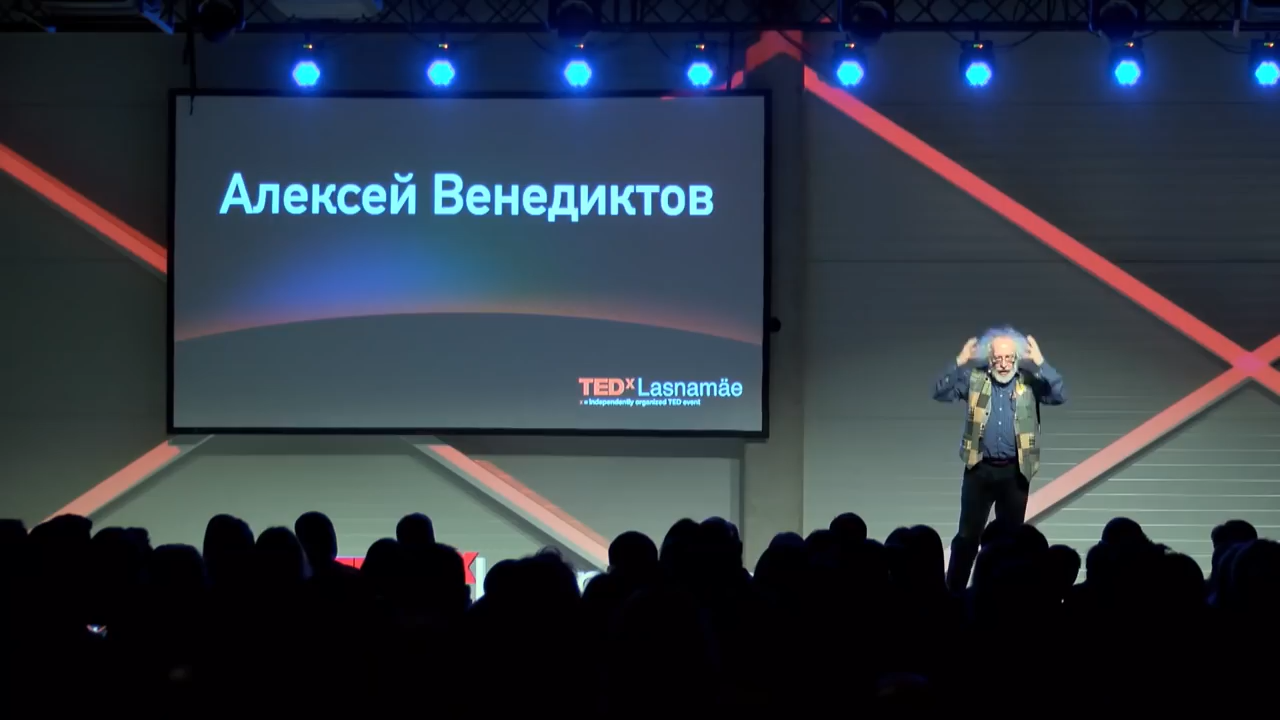 Алексей Венедиктов
TEDx Lasnamäe
x = independently organized TED event